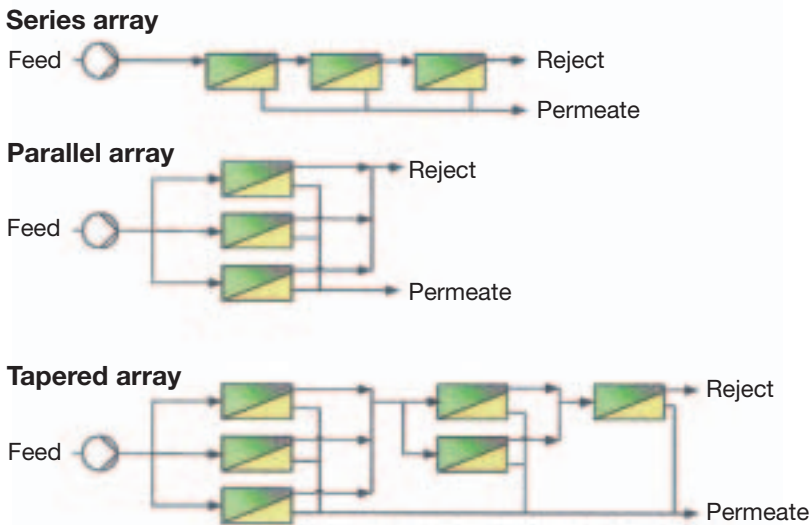 Series array
Feed
Reject
Permeate
Parallel array
Reject
Feed
Permeate
Tapered array
Reject
Feed
Permeate